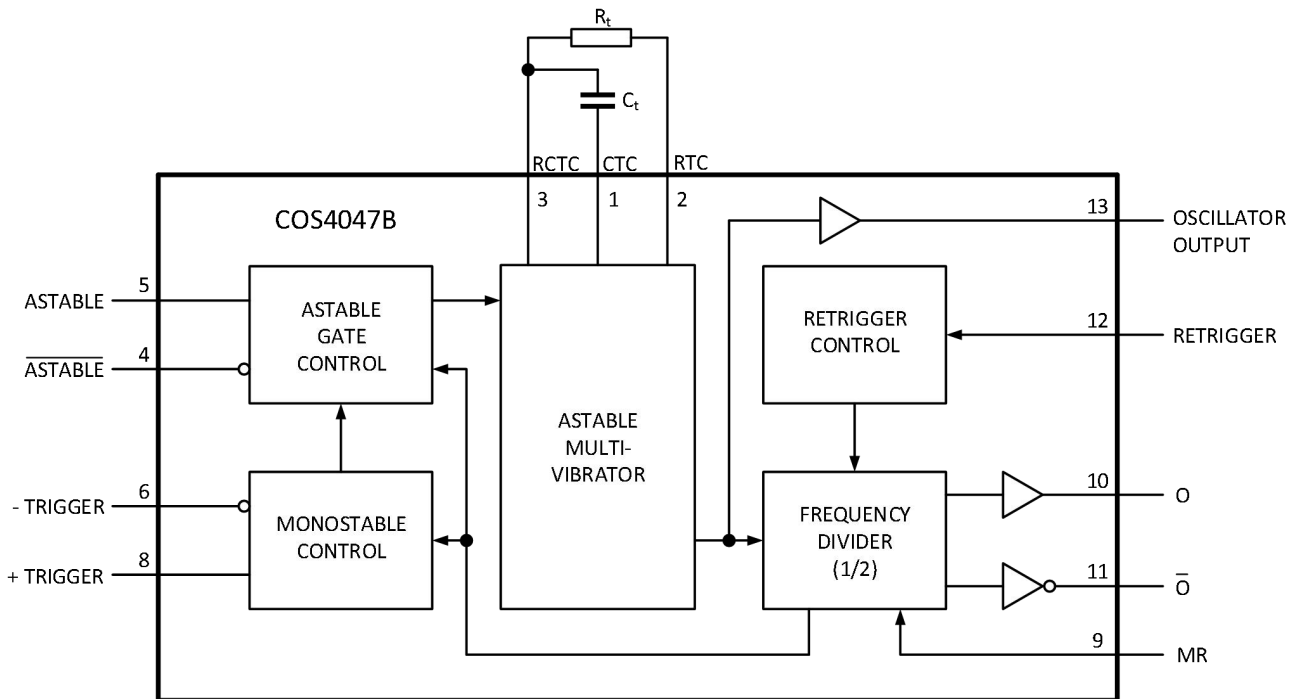 Rₜ
Cₜ
RCTC
CTC
RTC
3
1
2
COS4047B
13
OSCILLATOR
OUTPUT
5
ASTABLE
4
A̅S̅T̅A̅B̅L̅E̅
ASTABLE
GATE
CONTROL
RETRIGGER
CONTROL
12
RETRIGGER
ASTABLE
MULTI-
VIBRATOR
6
- TRIGGER
8
+ TRIGGER
MONOSTABLE
CONTROL
FREQUENCY
DIVIDER
(1/2)
10
O
11
O̅
9
MR